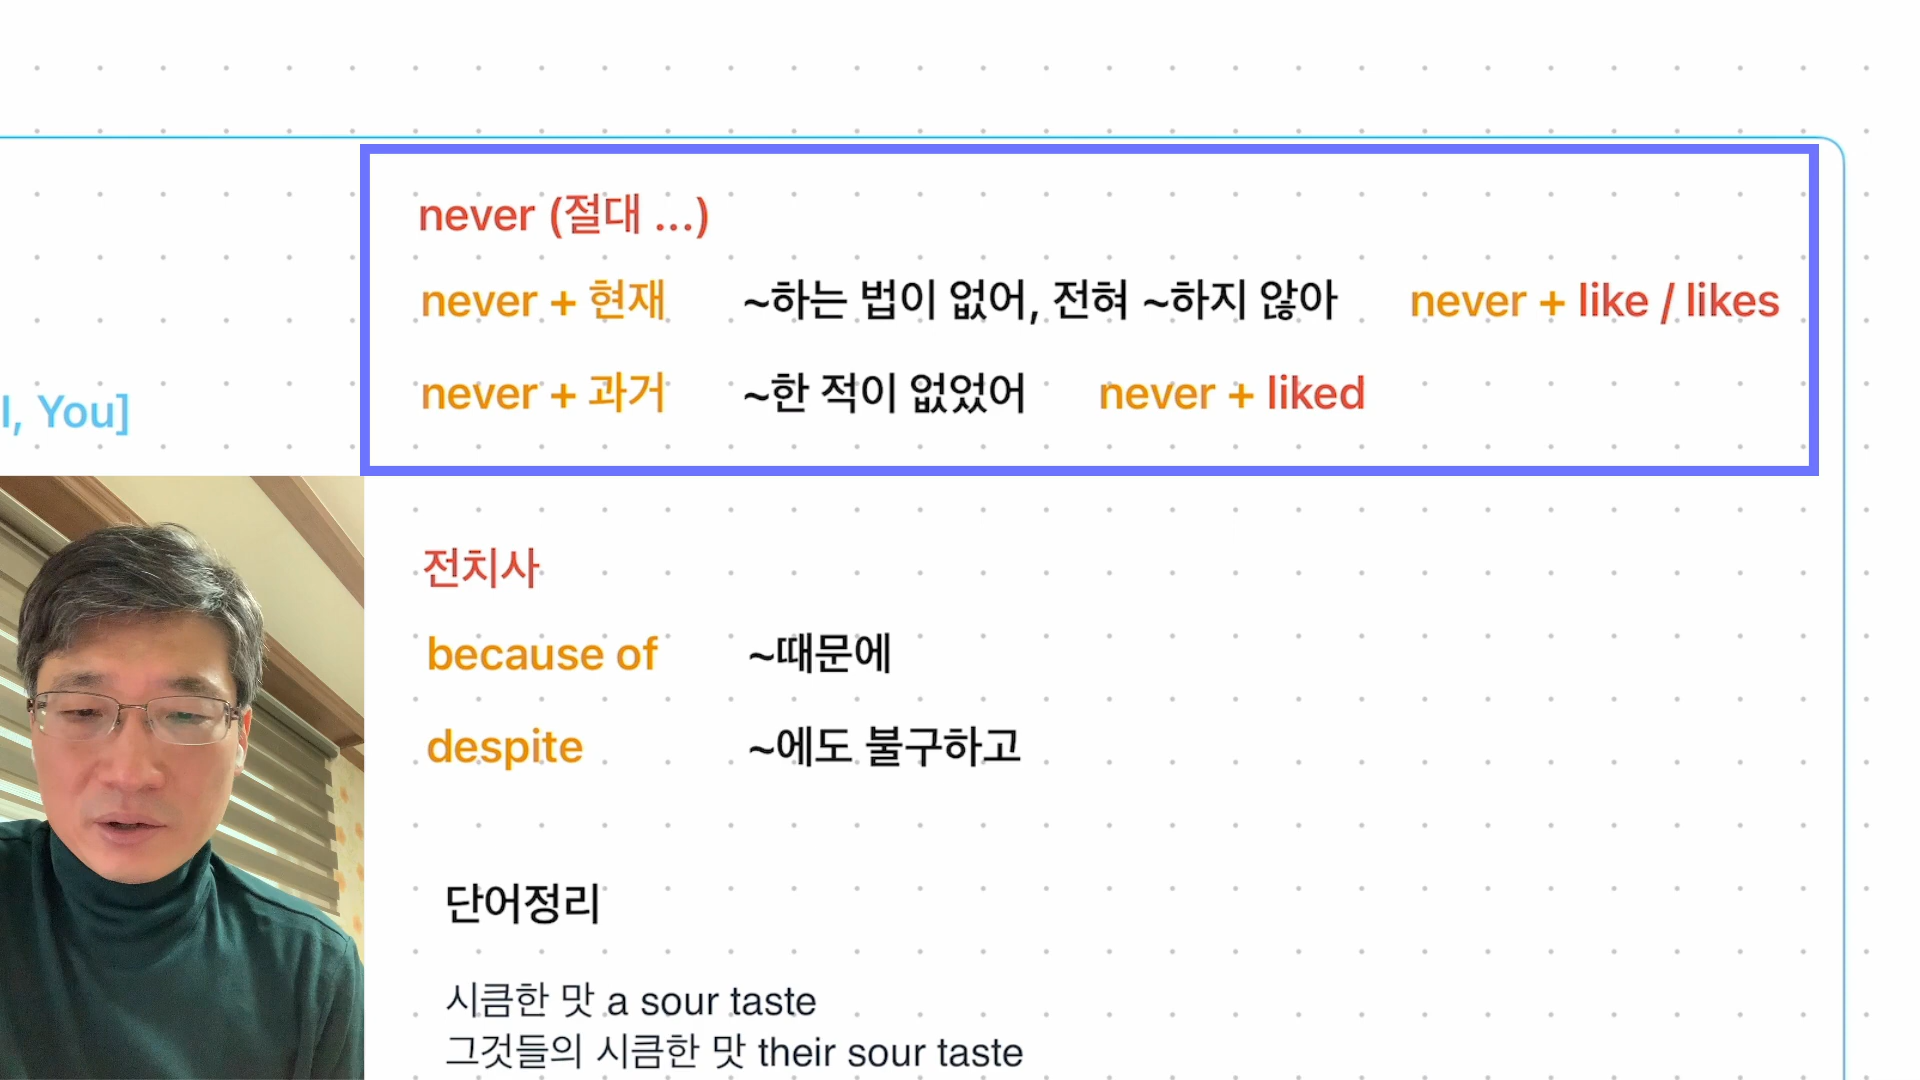 never (절대 ...)
never + 현재 ~하는 법이 없어, 전혀 ~하지 않아 never + like / likes
never + 과거 ~한 적이 없었어 never + liked
I, You]
전치사
because of ~때문에
despite ~에도 불구하고
단어정리
시큼한 맛 a sour taste
그것들의 시큼한 맛 their sour taste